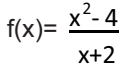 f(x)= x²- 4
x+2